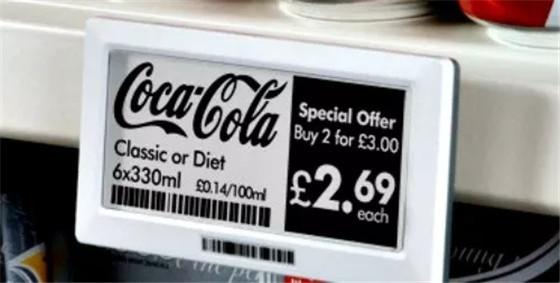 Coca-Cola
Classic or Diet
6x330ml £0.14/100ml
Special Offer
Buy 2 for £3.00
£2.69
each